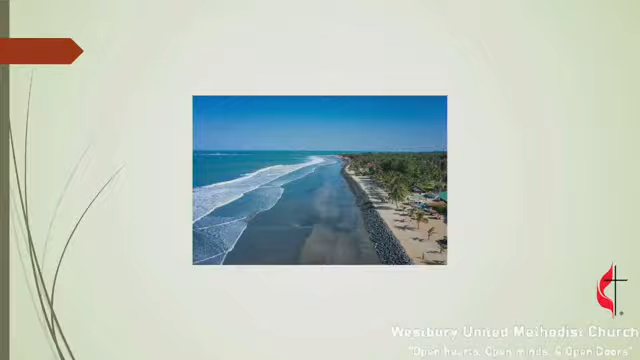 Westbury United Methodist Church
"Open hearts, Open minds, & Open Doors"